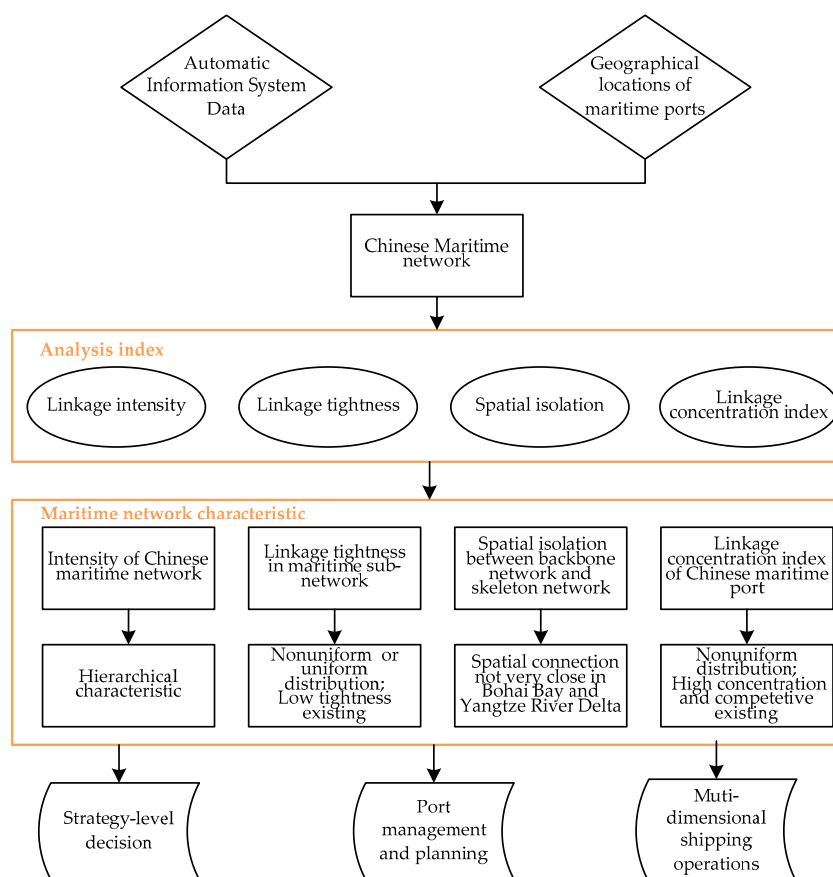 Automatic
Information System
Data
Geographical
locations of
maritime ports
Chinese Maritime
network
Analysis index
Linkage intensity
Linkage tightness
Spatial isolation
Linkage
concentration index
Maritime network characteristic
Intensity of Chinese
maritime network
Linkage tightness
in maritime sub-
network
Spatial isolation
between backbone
network and
skeleton network
Linkage
concentration index
of Chinese maritime
port
Hierarchical
characteristic
Nonuniform or
uniform
distribution;
Low tightness
existing
Spatial connection
not very close in
Bohai Bay and
Yangtze River Delta
Nonuniform
distribution;
High concentration
and competetive
existing
Strategy-level
decision
Port
management
and planning
Muti-
dimensional
shipping
operations